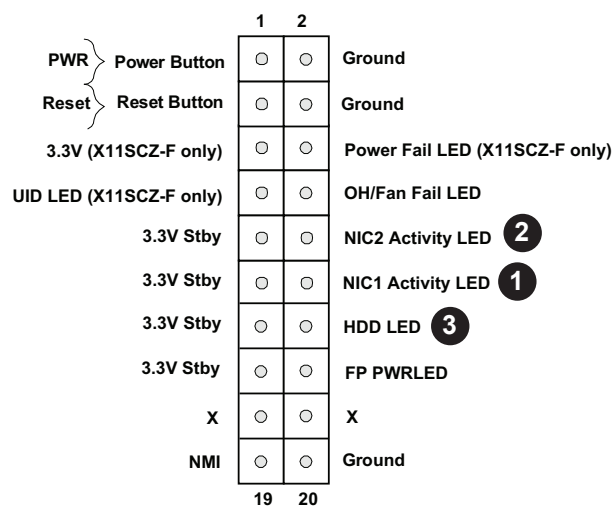 1 2
PWR Power Button Ground
Reset Reset Button Ground
3.3V (X11SCZ-F only) Power Fail LED (X11SCZ-F only)
UID LED (X11SCZ-F only) OH/Fan Fail LED
3.3V Stby NIC2 Activity LED 2
3.3V Stby NIC1 Activity LED 1
3.3V Stby HDD LED 3
3.3V Stby FP PWRLED
X X
NMI Ground
19 20